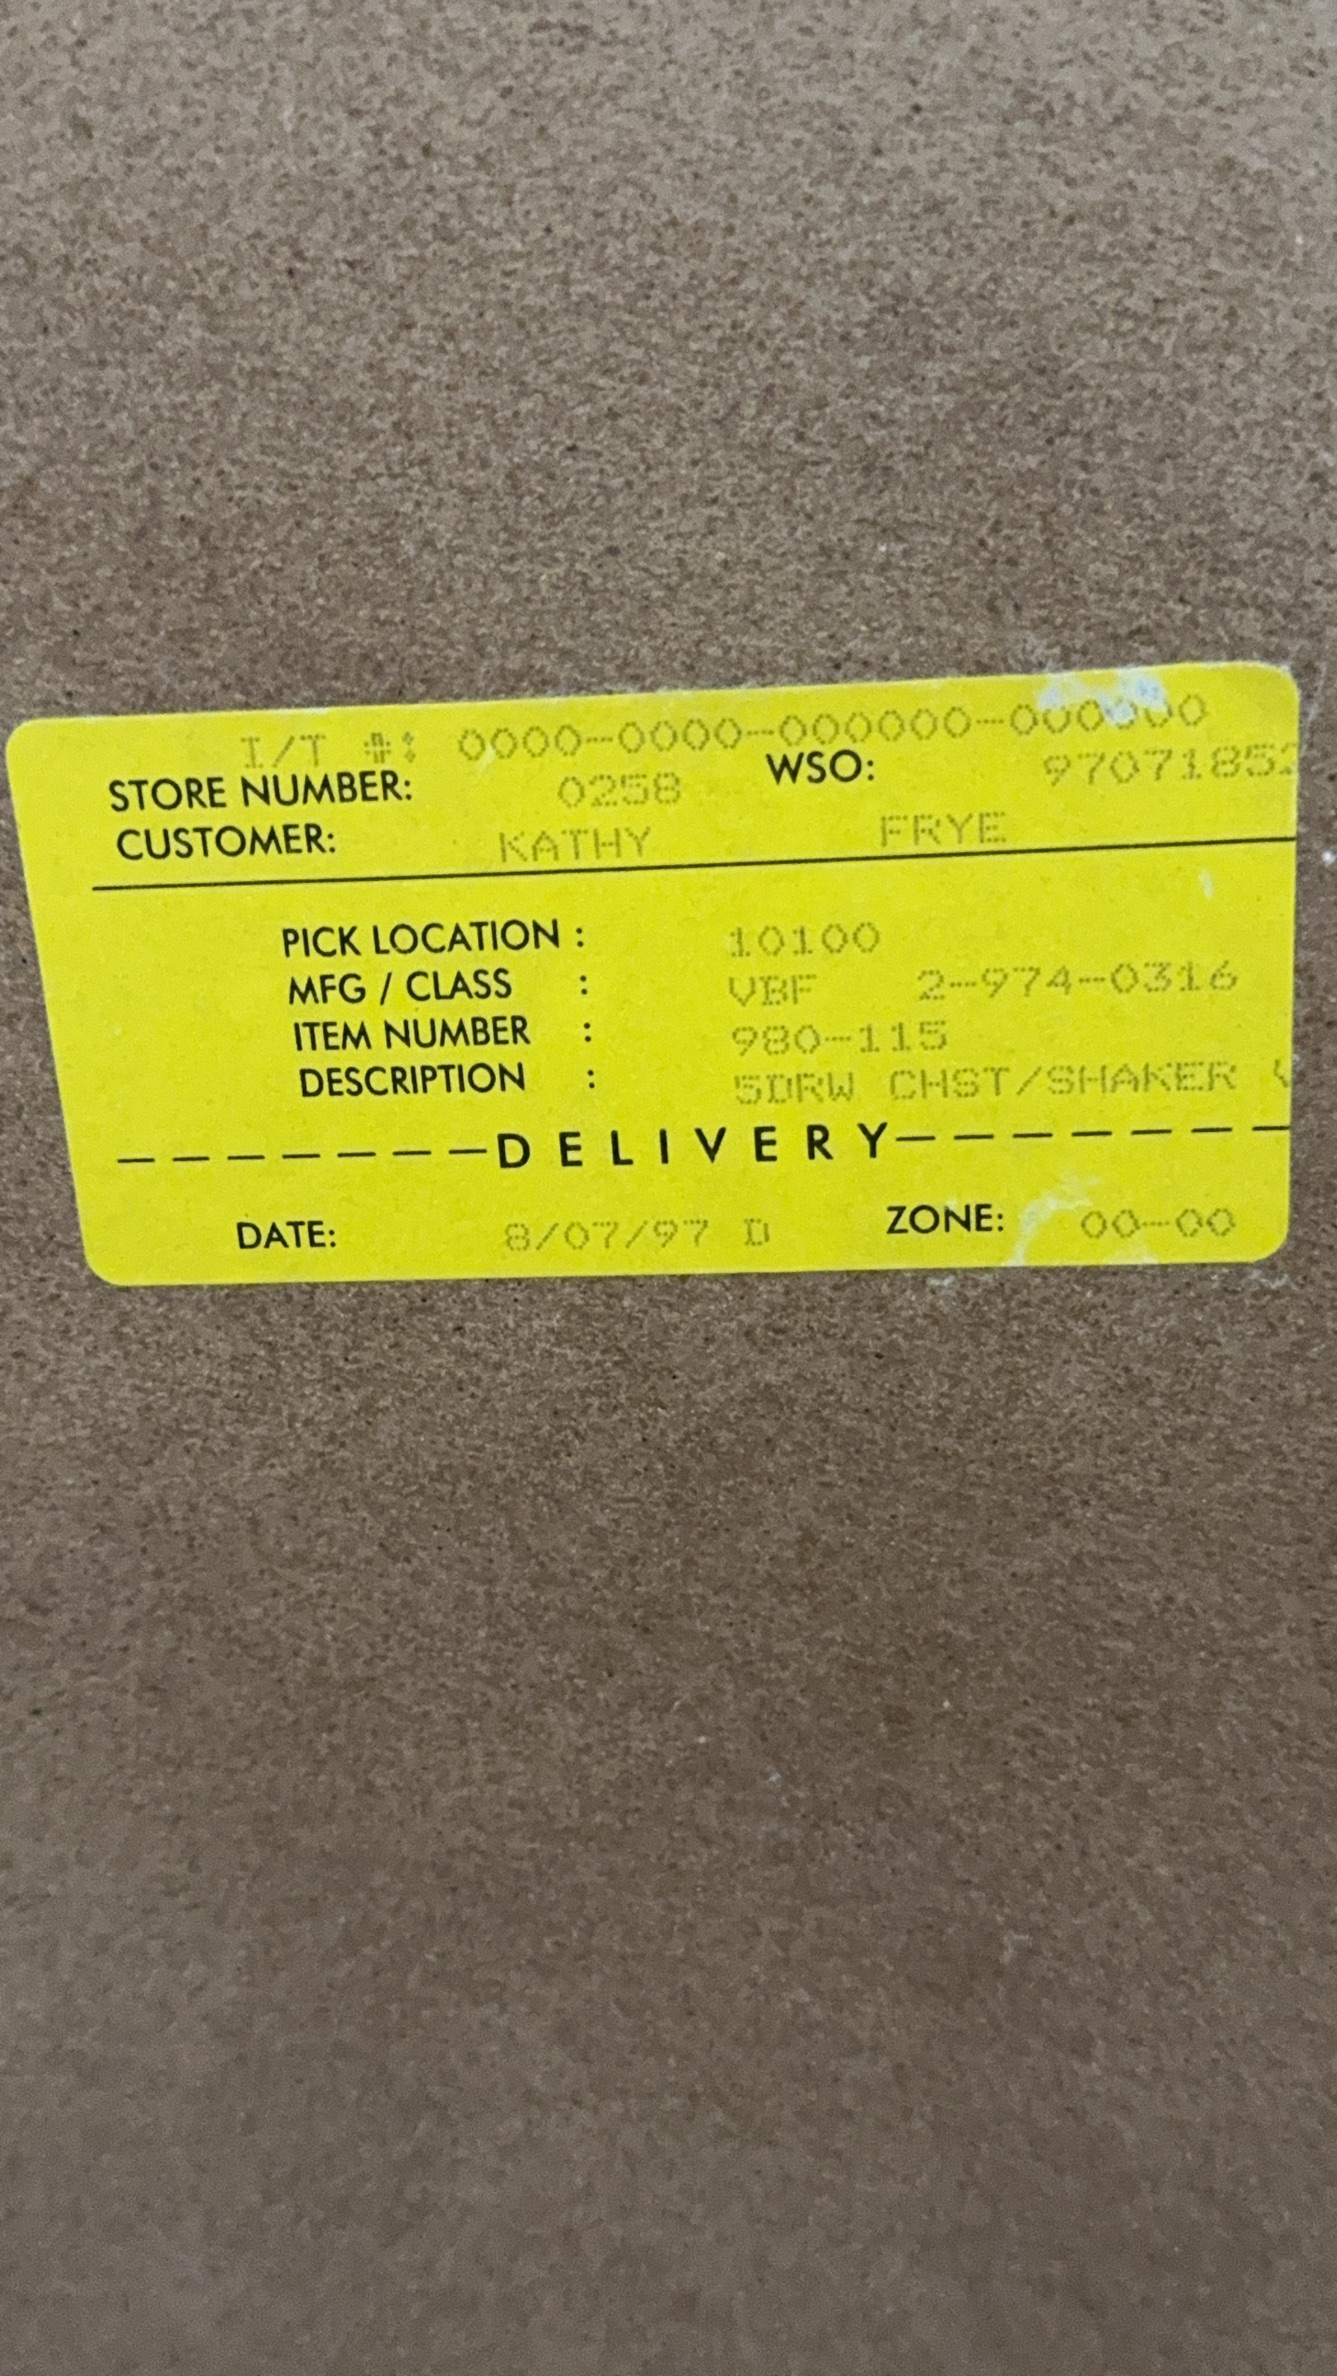 I/T #: 0000-0000-000000-000000
STORE NUMBER: 0258 WSO: 97071852
CUSTOMER: KATHY FRYE
PICK LOCATION : 10100
MFG / CLASS : VBF 2-974-0316
ITEM NUMBER : 980-115
DESCRIPTION : 5DRW CHST/SHAKER
-------DELIVERY-------
DATE: 8/07/97 D ZONE: 00-00